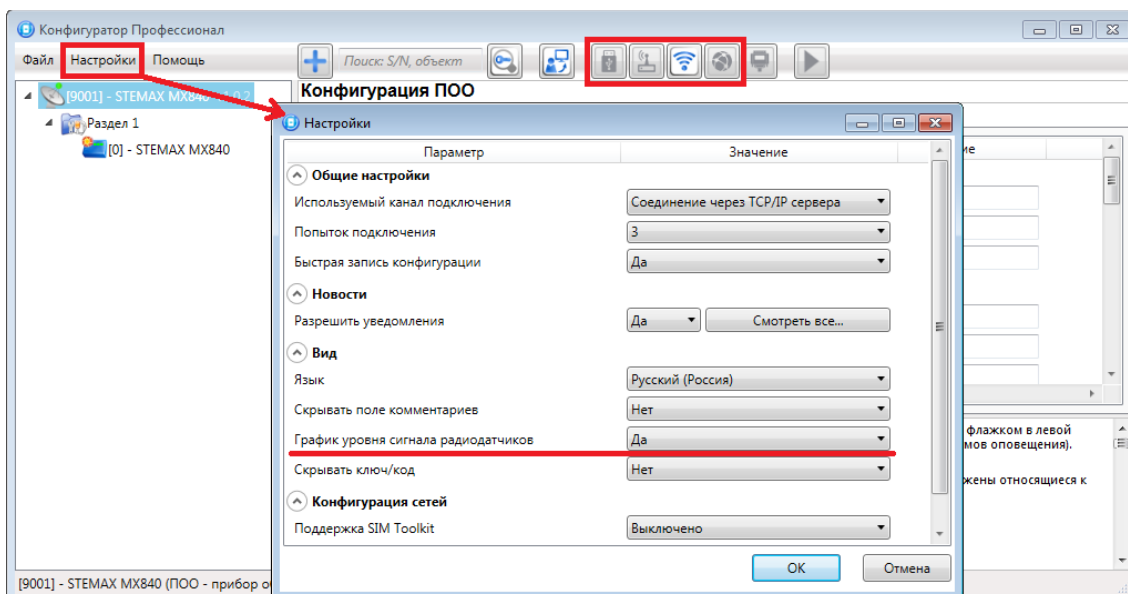 Конфигуратор Профессионал
Файл Настройки Помощь
Поиск: S/N, объект
[9001] - STEMAX MX840
Конфигурация ПОО
Раздел 1
[0] - STEMAX MX840
Настройки
Параметр Значение
Общие настройки
Используемый канал подключения Соединение через TCP/IP сервера
Попыток подключения 3
Быстрая запись конфигурации Да
Новости
Разрешить уведомления Да Смотреть все...
Вид
Язык Русский (Россия)
Скрывать поле комментариев Нет
График уровня сигнала радиодатчиков Да
Скрывать ключ/код Нет
Конфигурация сетей
Поддержка SIM Toolkit Выключено
OK Отмена
ие
флажком в левой
мов оповещения).
жены относящиеся к
[9001] - STEMAX MX840 (ПОО - прибор о